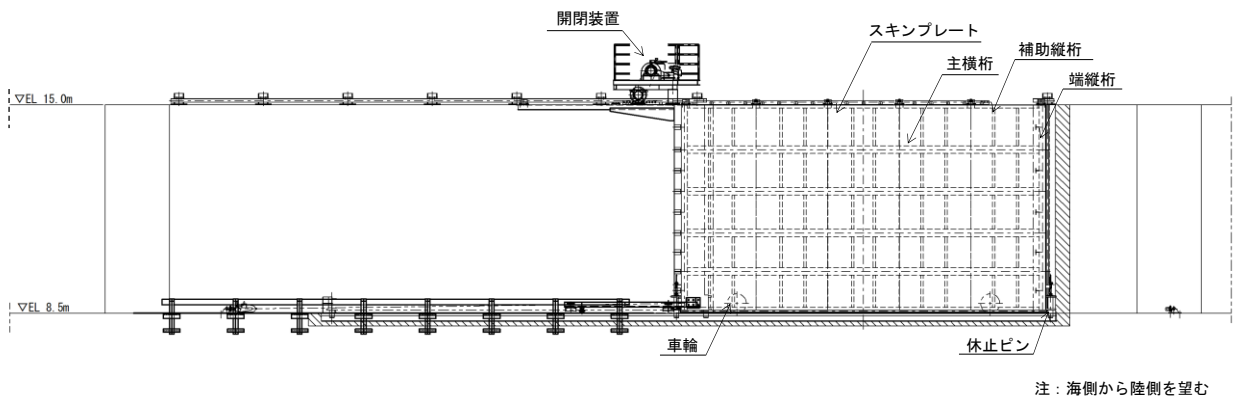 開閉装置
スキンプレート
補助縦桁
主横桁
端縦桁
▽EL 15.0m
▽EL 8.5m
車輪
休止ピン
注：海側から陸側を望む